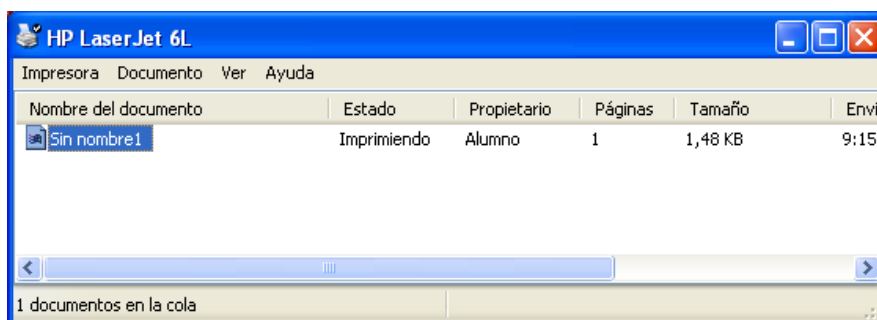 HP LaserJet 6L
Impresora Documento Ver Ayuda
Nombre del documento Estado Propietario Páginas Tamaño Envi
Sin nombre1 Imprimiendo Alumno 1 1,48 KB 9:15
1 documentos en la cola